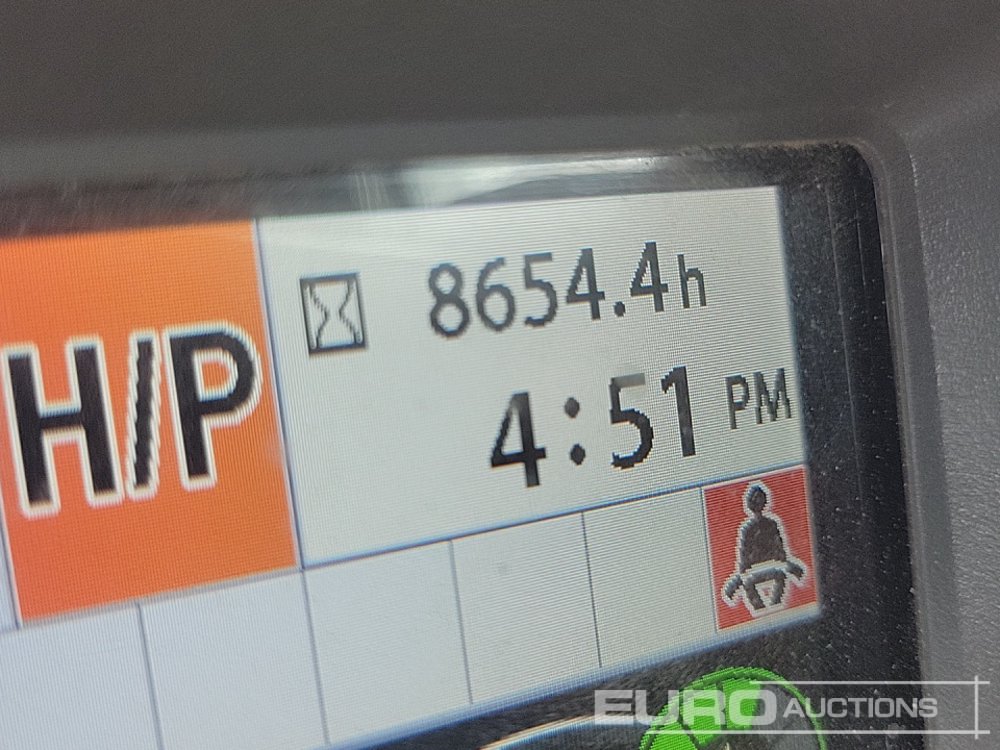 H/P
8654.4h
4:51 PM
EURO AUCTIONS